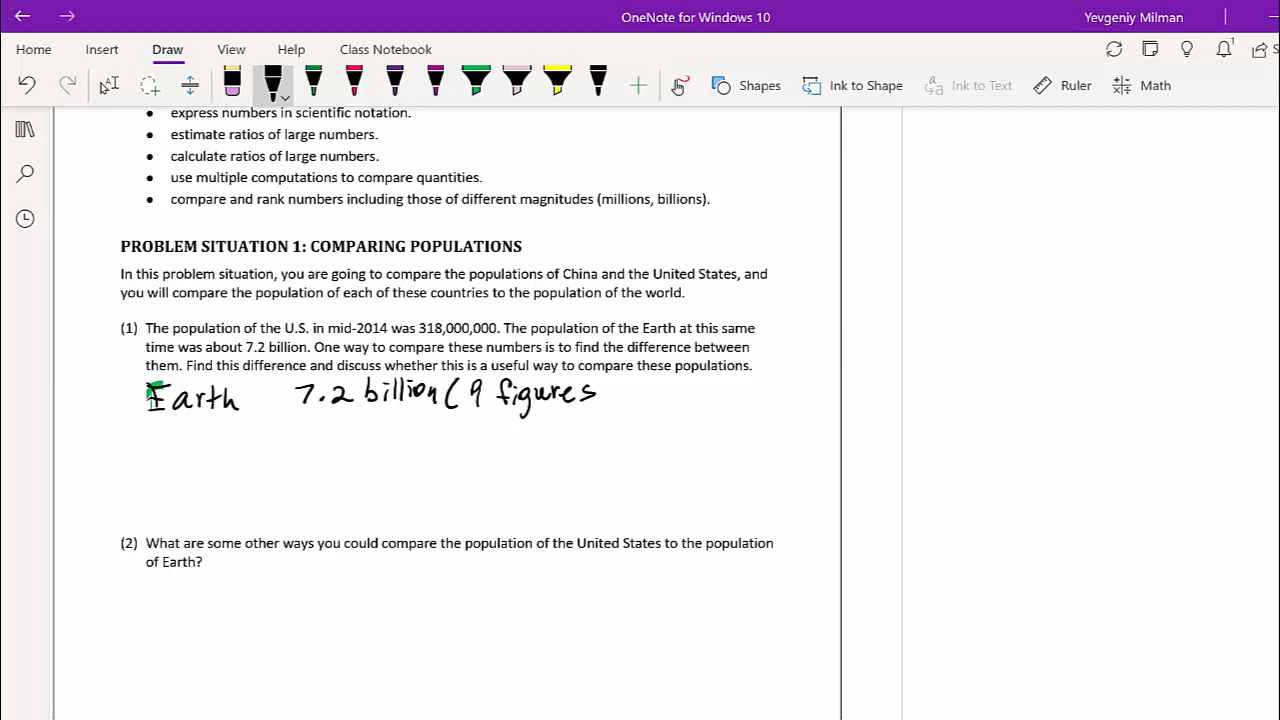 OneNote for Windows 10
Yevgeniy Milman
Home Insert Draw View Help Class Notebook
Shapes Ink to Shape Ink to Text Ruler Math
• express numbers in scientific notation.
• estimate ratios of large numbers.
• calculate ratios of large numbers.
• use multiple computations to compare quantities.
• compare and rank numbers including those of different magnitudes (millions, billions).
PROBLEM SITUATION 1: COMPARING POPULATIONS
In this problem situation, you are going to compare the populations of China and the United States, and
you will compare the population of each of these countries to the population of the world.
(1) The population of the U.S. in mid-2014 was 318,000,000. The population of the Earth at this same
time was about 7.2 billion. One way to compare these numbers is to find the difference between
them. Find this difference and discuss whether this is a useful way to compare these populations.
Earth 7.2 billion ( 9 figures
(2) What are some other ways you could compare the population of the United States to the population
of Earth?